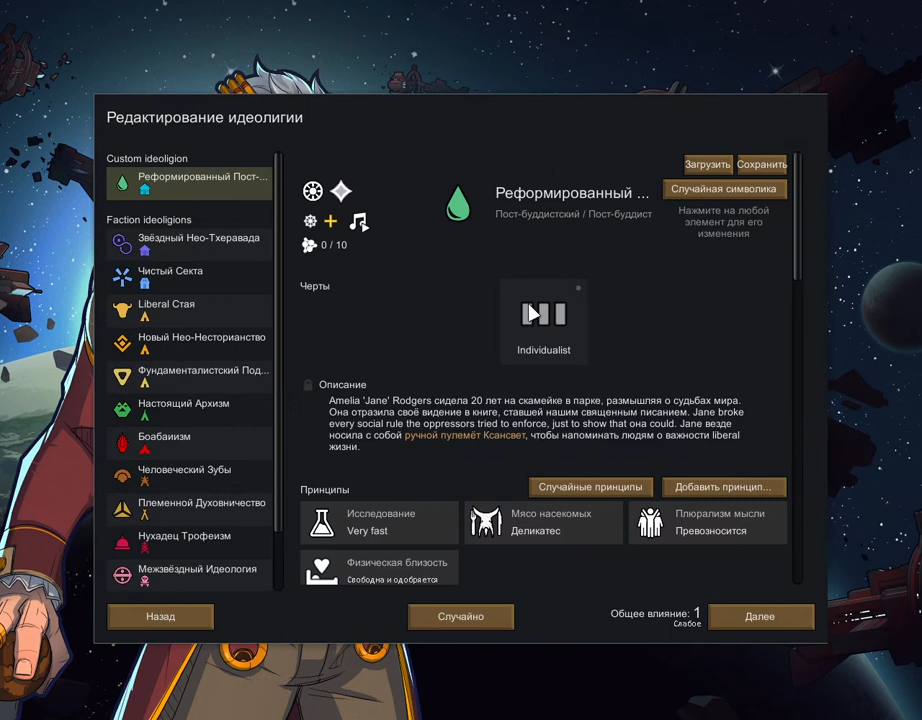 Редактирование идеолигии
Custom ideoligion
Реформированный Пост-...
Faction ideoligions
Звёздный Нео-Тхеравада
Чистый Секта
Liberal Стая
Новый Нео-Несторианство
Фундаменталистский Под...
Настоящий Архизм
Боабаиизм
Человеческий Зубы
Племенной Духовничество
Нухадец Трофеизм
Межзвёздный Идеология
Загрузить
Сохранить
Случайная символика
Нажмите на любой
элемент для его
изменения
Реформированный ...
Пост-буддистский / Пост-буддист
0 / 10
Черты
Individualist
Описание
Amelia 'Jane' Rodgers сидела 20 лет на скамейке в парке, размышляя о судьбах мира.
Она отразила своё видение в книге, ставшей нашим священным писанием. Jane broke
every social rule the oppressors tried to enforce, just to show that она could. Jane везде
носила с собой ручной пулемёт Ксансвет, чтобы напоминать людям о важности liberal
жизни.
Принципы
Случайные принципы
Добавить принцип...
Исследование
Very fast
Мясо насекомых
Деликатес
Плюрализм мысли
Превозносится
Физическая близость
Свободна и одобряется
Назад
Случайно
Общее влияние: 1
Слабое
Далее